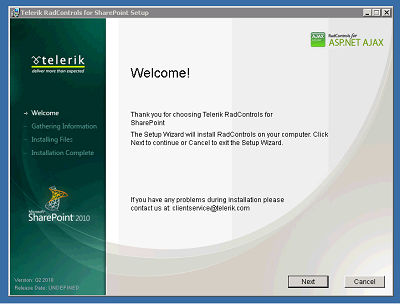 Telerik RadControls for SharePoint Setup
telerik
deliver more than expected
AJAX
RadControls for
ASP.NET AJAX
Welcome!
Welcome
Gathering Information
Installing Files
Installation Complete
Thank you for choosing Telerik RadControls for
SharePoint
The Setup Wizard will install RadControls on your computer. Click
Next to continue or Cancel to exit the Setup Wizard.
Microsoft
SharePoint 2010
If you have any problems during installation please
contact us at: clientservice@telerik.com
Version: Q2 2010
Release Date: UNDEFINED
Next
Cancel